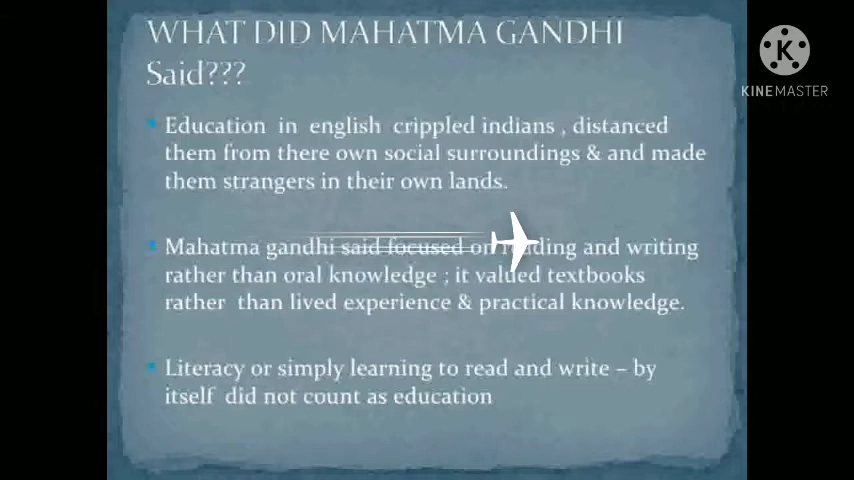 WHAT DID MAHATMA GANDHI
Said???
Education in english crippled indians , distanced
them from there own social surroundings & and made
them strangers in their own lands.
Mahatma gandhi said focused on reading and writing
rather than oral knowledge ; it valued textbooks
rather than lived experience & practical knowledge.
Literacy or simply learning to read and write – by
itself did not count as education
K
KINEMASTER